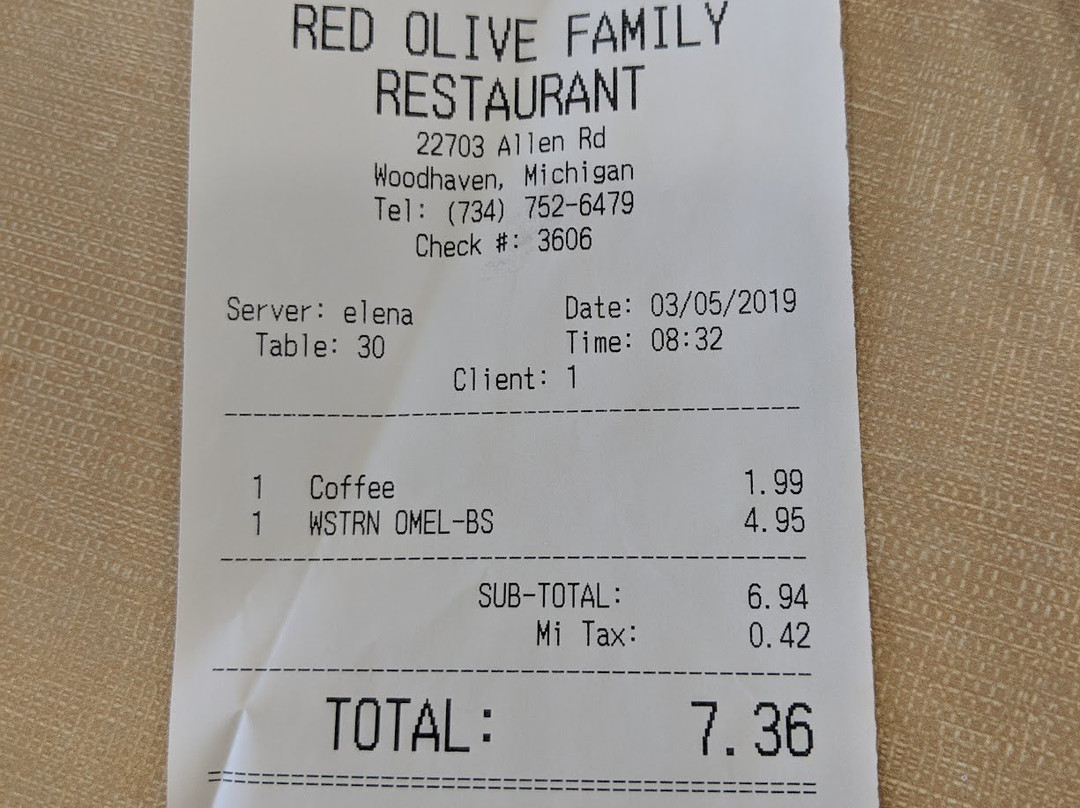 RED OLIVE FAMILY
RESTAURANT
22703 Allen Rd
Woodhaven, Michigan
Tel: (734) 752-6479
Check #: 3606
Server: elena Date: 03/05/2019
Table: 30 Time: 08:32
Client: 1
1 Coffee 1.99
1 WSTRN OMEL-BS 4.95
SUB-TOTAL: 6.94
Mi Tax: 0.42
TOTAL: 7.36